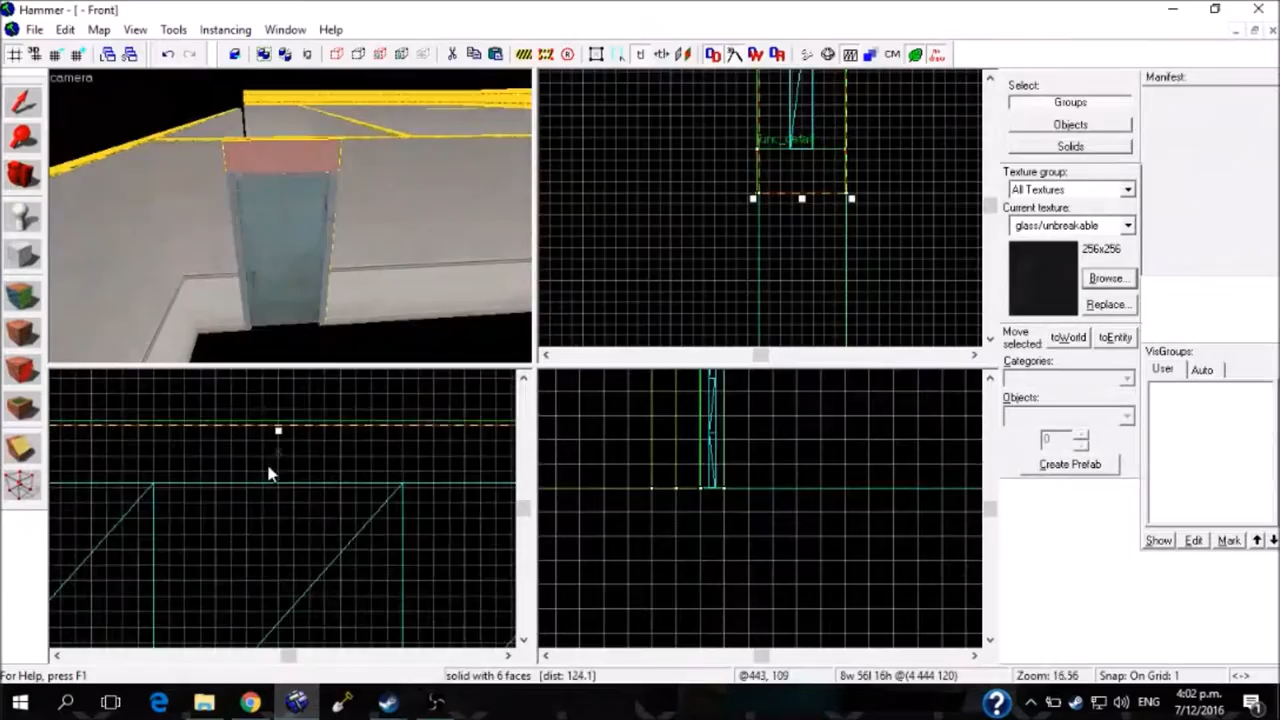 Hammer - [ - Front]
File Edit Map View Tools Instancing Window Help
camera
func_detail
Select:
Groups
Objects
Solids
Texture group:
All Textures
Current texture:
glass/unbreakable
256x256
Browse...
Replace...
Move selected:
toWorld
toEntity
Categories:
Objects:
0
Create Prefab
Manifest:
VisGroups:
User
Auto
Show
Edit
Mark
For Help, press F1
solid with 6 faces
[dist: 124.1]
@443, 109
8w 56l 16h @(4 444 120)
Zoom: 16.56
Snap: On Grid: 1
<->
ENG
4:02 p.m.
7/12/2016